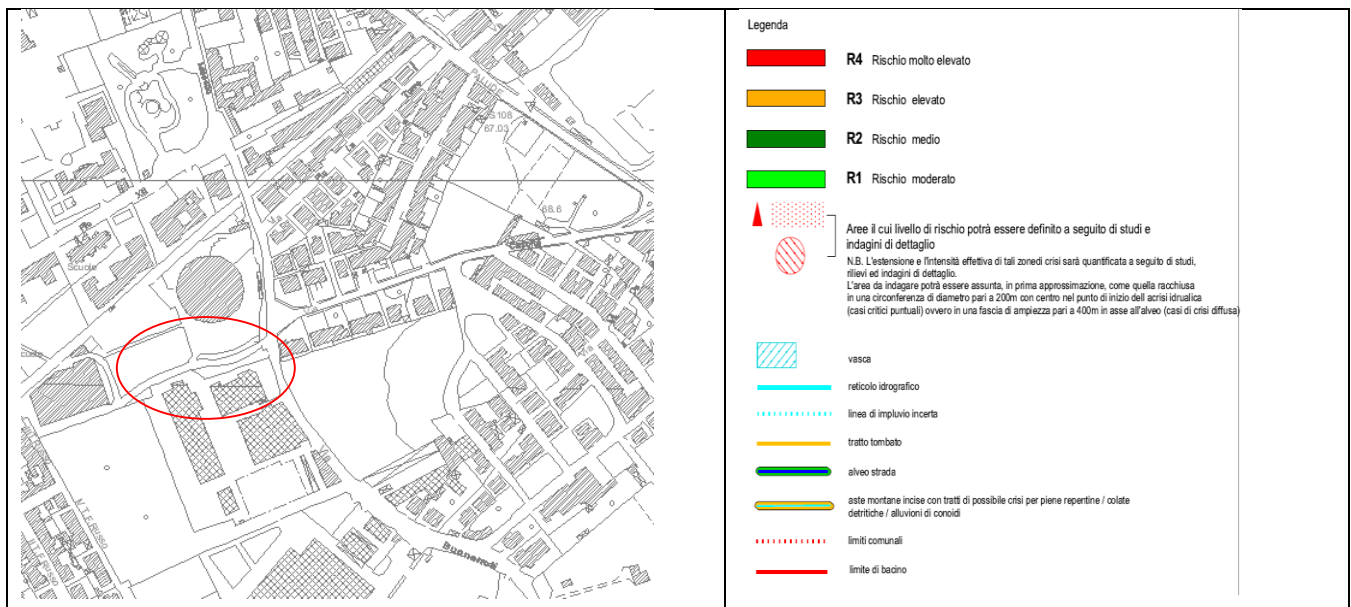 PALUDE
S 108
67.03
68.6
Scuole
M.T.F.RUSSO
Buonarroti
Legenda
R4 Rischio molto elevato
R3 Rischio elevato
R2 Rischio medio
R1 Rischio moderato
Aree il cui livello di rischio potrà essere definito a seguito di studi e
indagini di dettaglio
N.B. L'estensione e l'intensità effettiva di tali zonedi crisi sarà quantificata a seguito di studi,
rilievi ed indagini di dettaglio.
L'area da indagare potrà essere assunta, in prima approssimazione, come quella racchiusa
in una circonferenza di diametro pari a 200m con centro nel punto di inizio dell acrisi idrualica
(casi critici puntuali) ovvero in una fascia di ampiezza pari a 400m in asse all'alveo (casi di crisi diffusa)
vasca
reticolo idrografico
linea di impluvio incerta
tratto tombato
alveo strada
aste montane incise con tratti di possibile crisi per piene repentine / colate
detritiche / alluvioni di conoidi
limiti comunali
limite di bacino